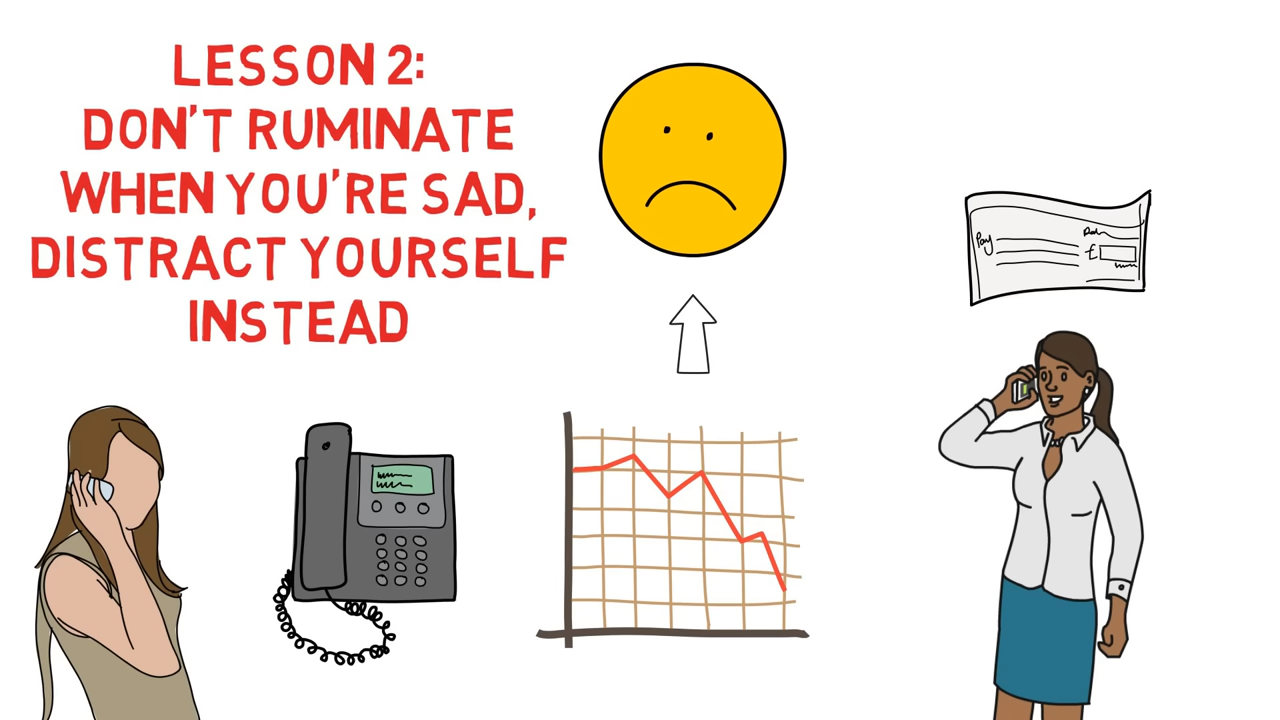 LESSON 2:
DON'T RUMINATE
WHEN YOU'RE SAD,
DISTRACT YOURSELF
INSTEAD
Pay
£